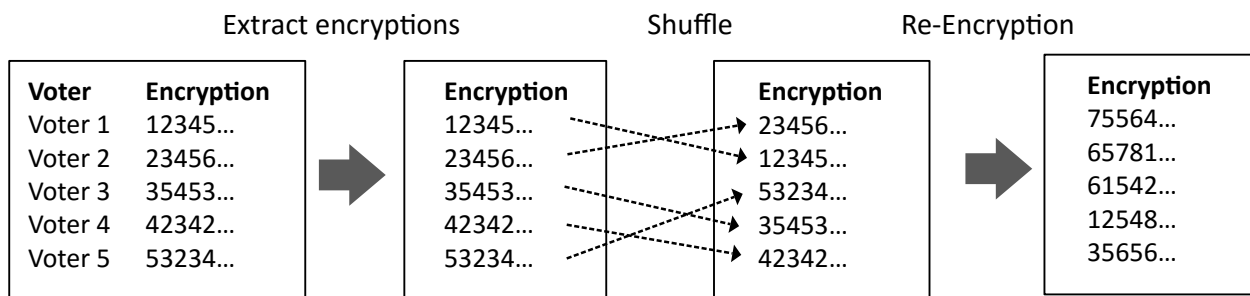 Extract encryptions Shuffle Re-Encryption
Voter Encryption
Voter 1 12345...
Voter 2 23456...
Voter 3 35453...
Voter 4 42342...
Voter 5 53234...
Encryption
12345...
23456...
35453...
42342...
53234...
Encryption
23456...
12345...
53234...
35453...
42342...
Encryption
75564...
65781...
61542...
12548...
35656...